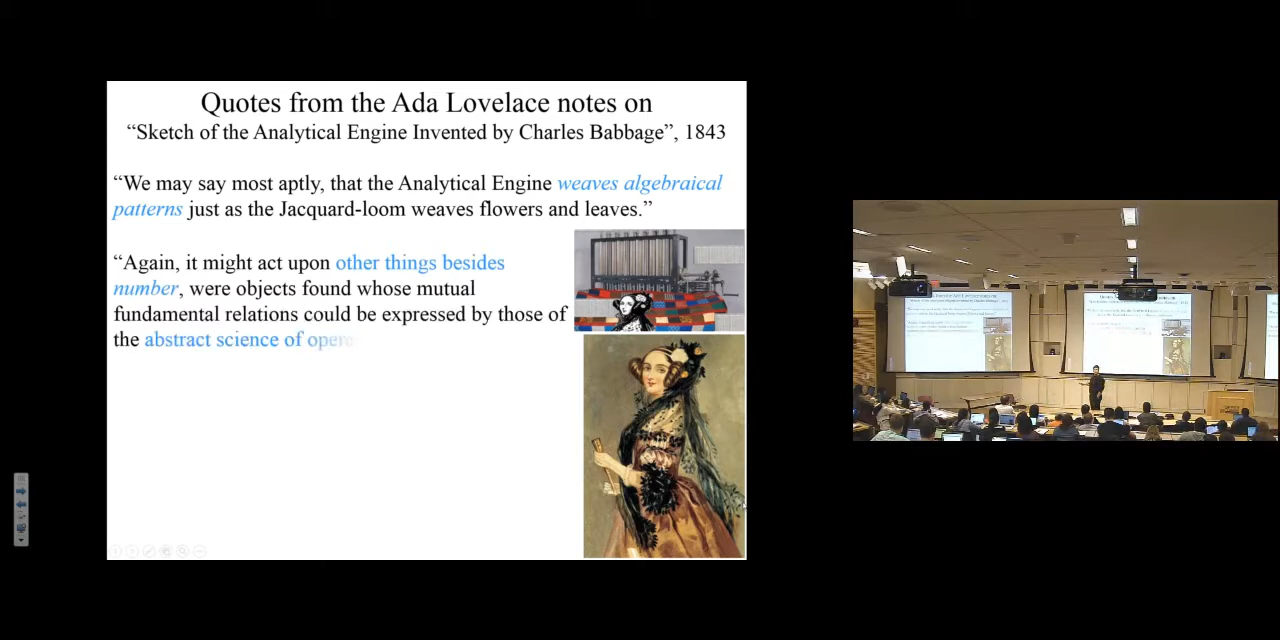 Quotes from the Ada Lovelace notes on
“Sketch of the Analytical Engine Invented by Charles Babbage”, 1843
“We may say most aptly, that the Analytical Engine weaves algebraical
patterns just as the Jacquard-loom weaves flowers and leaves.”
“Again, it might act upon other things besides
number, were objects found whose mutual
fundamental relations could be expressed by those of
the abstract science of oper